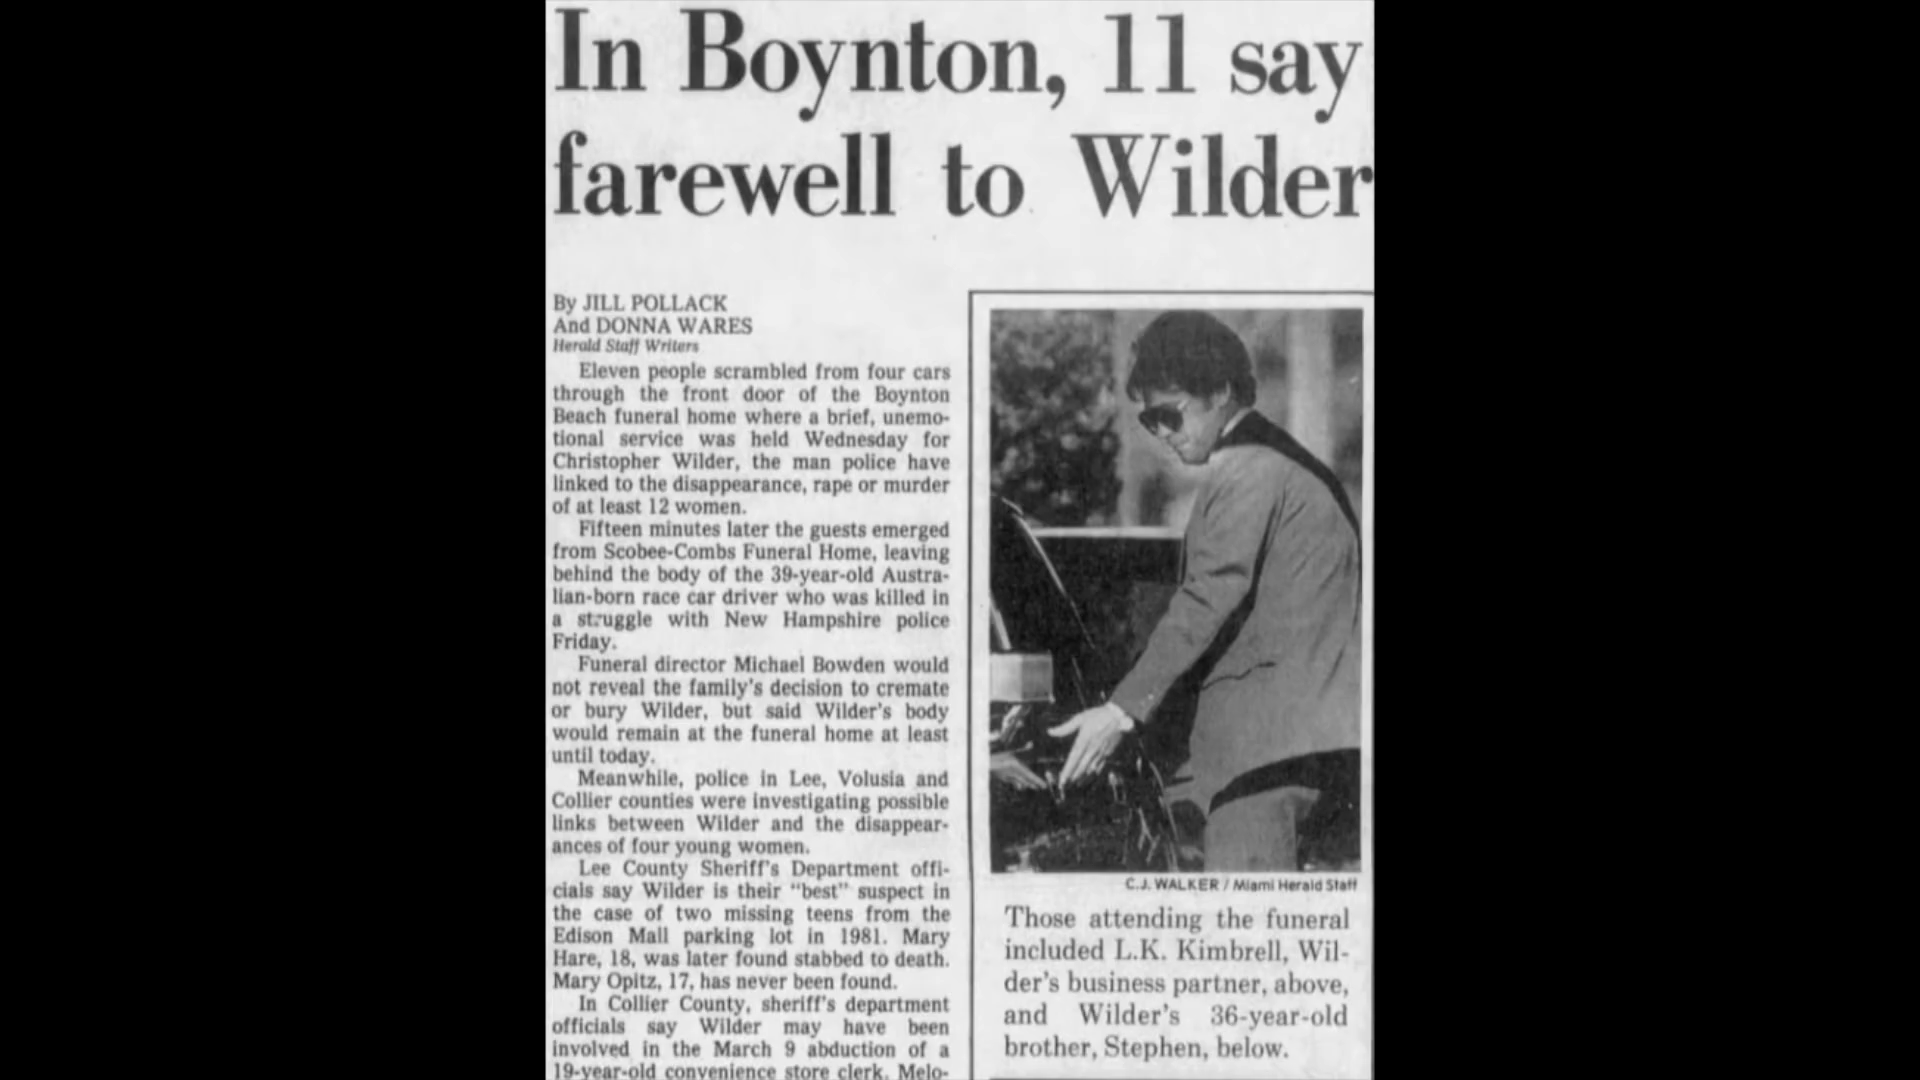 In Boynton, 11 say
farewell to Wilder
By JILL POLLACK
And DONNA WARES
Herald Staff Writers
Eleven people scrambled from four cars
through the front door of the Boynton
Beach funeral home where a brief, unemo-
tional service was held Wednesday for
Christopher Wilder, the man police have
linked to the disappearance, rape or murder
of at least 12 women.
Fifteen minutes later the guests emerged
from Scobee-Combs Funeral Home, leaving
behind the body of the 39-year-old Austra-
lian-born race car driver who was killed in
a struggle with New Hampshire police
Friday.
Funeral director Michael Bowden would
not reveal the family's decision to cremate
or bury Wilder, but said Wilder's body
would remain at the funeral home at least
until today.
Meanwhile, police in Lee, Volusia and
Collier counties were investigating possible
links between Wilder and the disappear-
ances of four young women.
Lee County Sheriff's Department offi-
cials say Wilder is their "best" suspect in
the case of two missing teens from the
Edison Mall parking lot in 1981. Mary
Hare, 18, was later found stabbed to death.
Mary Opitz, 17, has never been found.
In Collier County, sheriff's department
officials say Wilder may have been
involved in the March 9 abduction of a
19-year-old convenience store clerk. Melo-
C.J. WALKER / Miami Herald Staff
Those attending the funeral
included L.K. Kimbrell, Wil-
der's business partner, above,
and Wilder's 36-year-old
brother, Stephen, below.